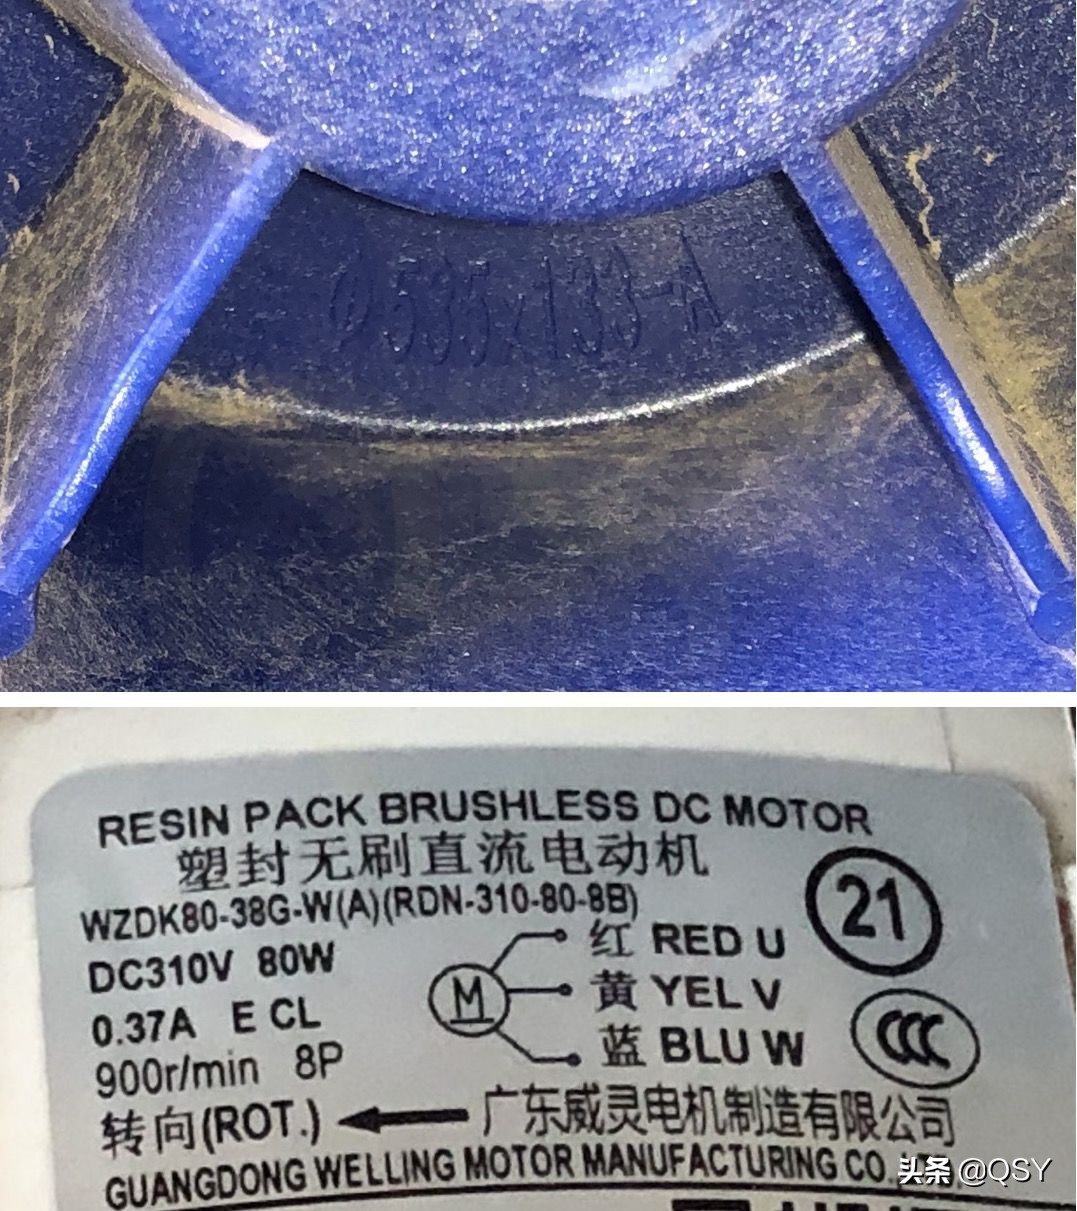 Φ535x133-A
RESIN PACK BRUSHLESS DC MOTOR
塑封无刷直流电动机
WZDK80-38G-W(A)(RDN-310-80-8B)
21
DC310V 80W
红 RED U
M
黄 YEL V
0.37A E CL
蓝 BLU W
CCC
900r/min 8P
转向(ROT.)
广东威灵电机制造有限公司
GUANGDONG WELLING MOTOR MANUFACTURING CO.
头条 @QSY